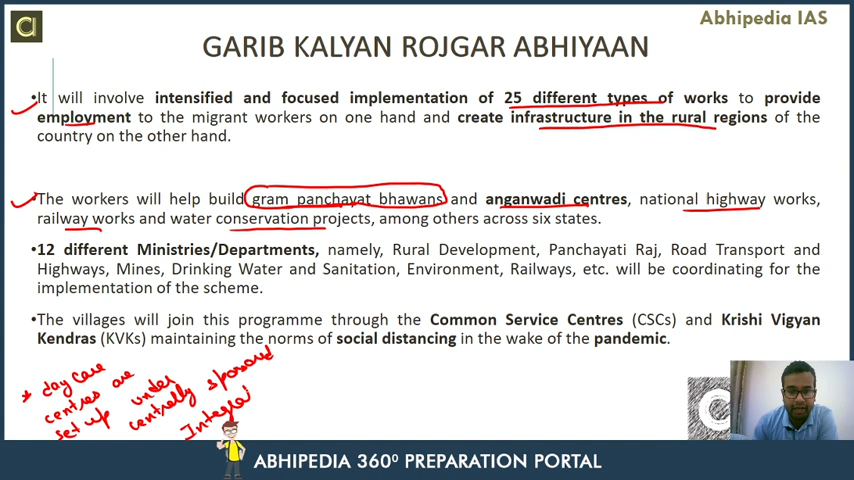 Abhipedia IAS
GARIB KALYAN ROJGAR ABHIYAAN
•It will involve intensified and focused implementation of 25 different types of works to provide
employment to the migrant workers on one hand and create infrastructure in the rural regions of the
country on the other hand.
•The workers will help build gram panchayat bhawans and anganwadi centres, national highway works,
railway works and water conservation projects, among others across six states.
•12 different Ministries/Departments, namely, Rural Development, Panchayati Raj, Road Transport and
Highways, Mines, Drinking Water and Sanitation, Environment, Railways, etc. will be coordinating for the
implementation of the scheme.
•The villages will join this programme through the Common Service Centres (CSCs) and Krishi Vigyan
Kendras (KVKs) maintaining the norms of social distancing in the wake of the pandemic.
* day care
centres are
set up under
centrally sponsored
ABHIPEDIA 360⁰ PREPARATION PORTAL